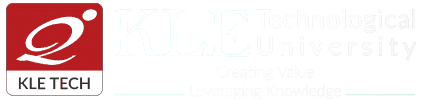 KLE TECH
KLE Technological
University
Creating Value
Leveraging Knowledge